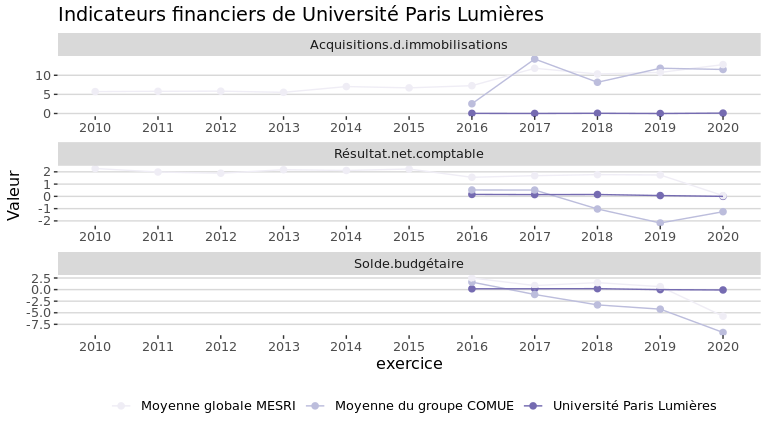 Indicateurs financiers de Université Paris Lumières
Acquisitions.d.immobilisations
10
5
0
2010 2011 2012 2013 2014 2015 2016 2017 2018 2019 2020
Résultat.net.comptable
2
1
0
-1
-2
2010 2011 2012 2013 2014 2015 2016 2017 2018 2019 2020
Valeur
Solde.budgétaire
2.5
0.0
-2.5
-5.0
-7.5
2010 2011 2012 2013 2014 2015 2016 2017 2018 2019 2020
exercice
Moyenne globale MESRI Moyenne du groupe COMUE Université Paris Lumières